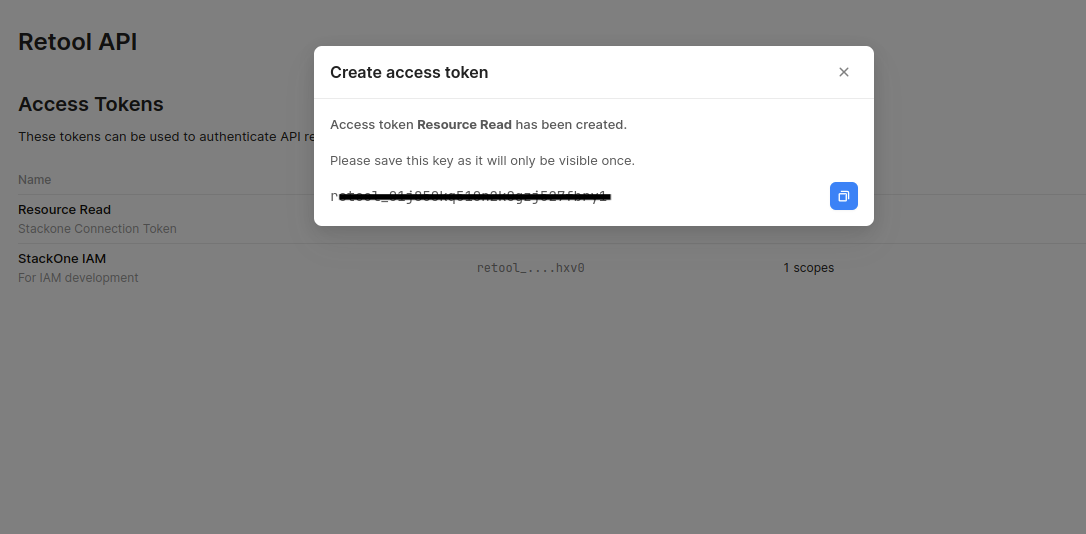 Retool API
Create access token
Access Tokens
Access token Resource Read has been created.
These tokens can be used to authenticate API re
Please save this key as it will only be visible once.
Name
Resource Read
Stackone Connection Token
StackOne IAM
For IAM development
retool_....hxv0
1 scopes